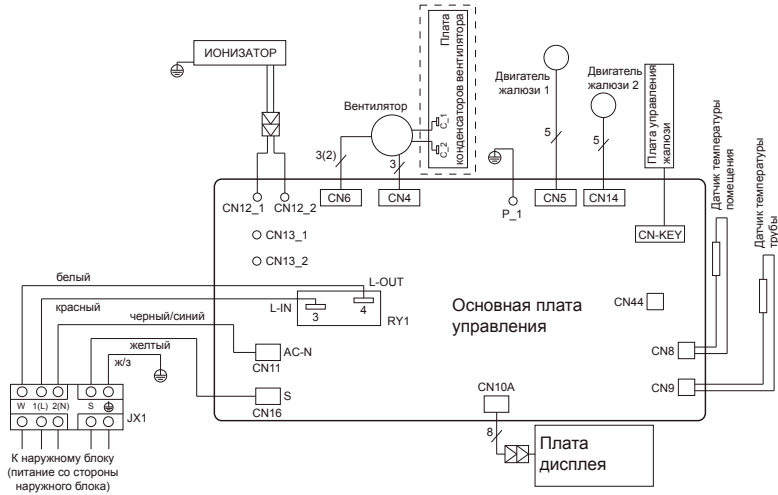 ИОНИЗАТОР
Вентилятор
3(2)
3
C_1
C_2
Плата
конденсаторов вентилятора
Двигатель
жалюзи 1
5
Двигатель
жалюзи 2
5
Плата управления
жалюзи
Датчик температуры
помещения
Датчик температуры
трубы
CN12_1
CN12_2
CN6
CN4
P_1
CN5
CN14
CN-KEY
CN13_1
CN13_2
белый
L-OUT
красный
L-IN
3
4
RY1
черный/синий
Основная плата
управления
CN44
AC-N
CN11
желтый
ж/з
S
CN16
CN8
CN9
CN10A
8
Плата
дисплея
W
1(L)
2(N)
S
JX1
К наружному блоку
(питание со стороны
наружного блока)